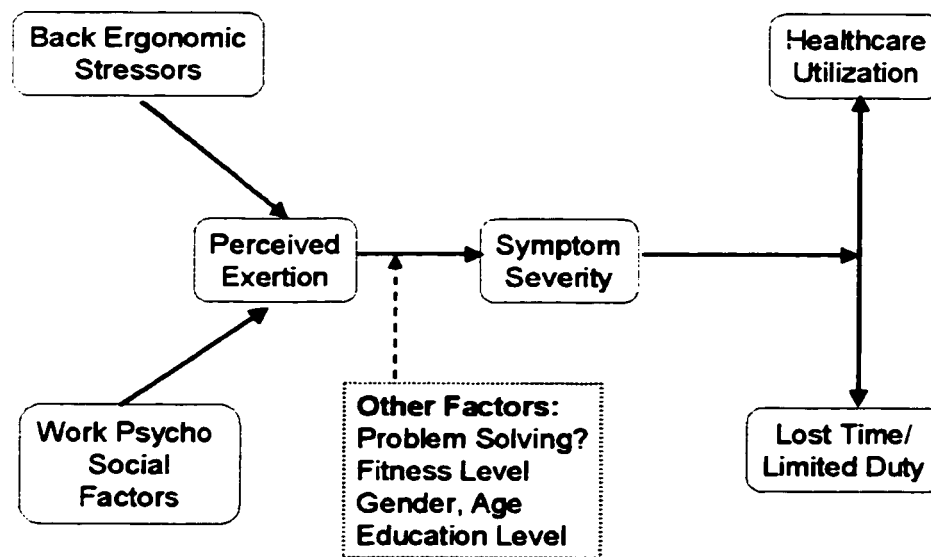 Back Ergonomic
Stressors
Healthcare
Utilization
Perceived
Exertion
Symptom
Severity
Work Psycho
Social
Factors
Other Factors:
Problem Solving?
Fitness Level
Gender, Age
Education Level
Lost Time/
Limited Duty